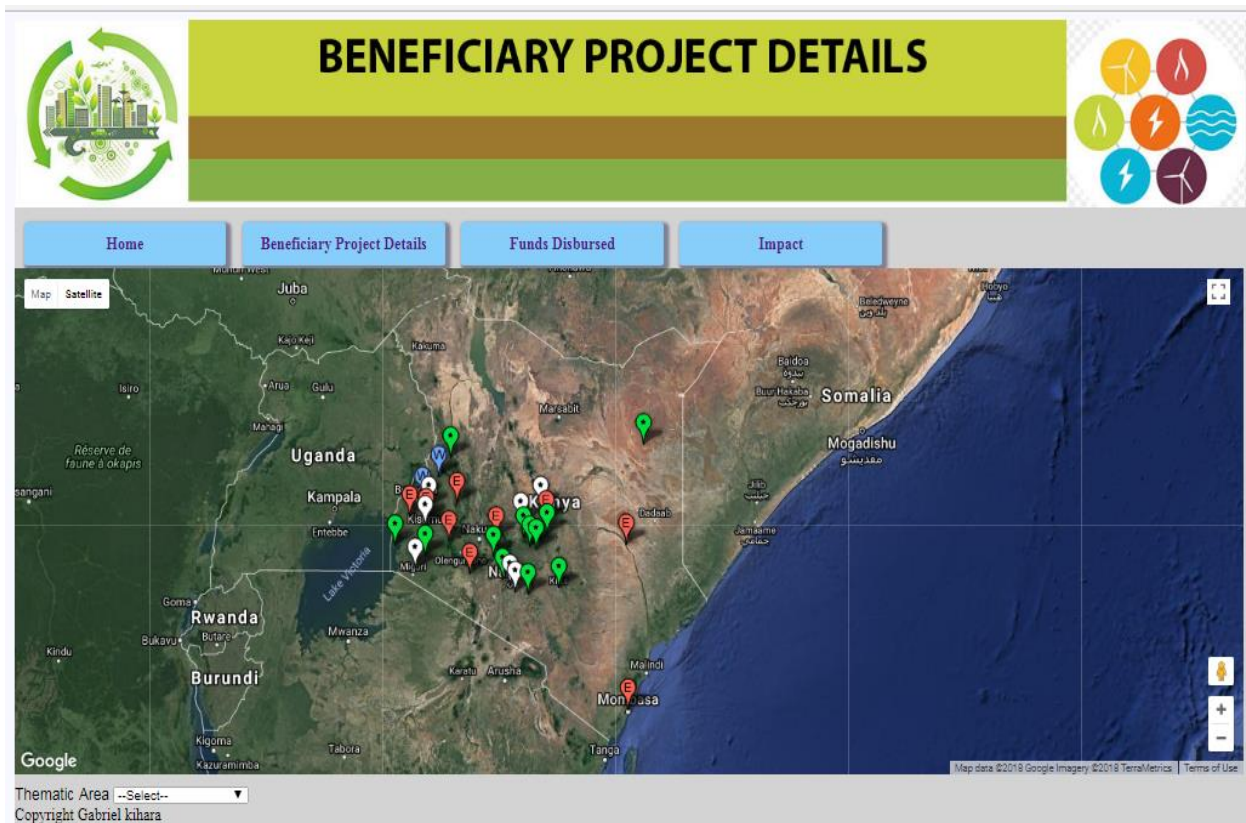 BENEFICIARY PROJECT DETAILS
Home
Beneficiary Project Details
Funds Disbursed
Impact
Map
Satellite
Juba
Hobyo
Beledweyne
Kajo Keji
Kakuma
Baidoa
Isiro
Arua
Gulu
Buur Hakaba
Somalia
Marsabit
Mahagi
Mogadishu
مقديشو
Réserve de
faune à okapis
Uganda
W
W
E
E
E
E
E
E
E
E
E
E
Kampala
Dadaab
Entebbe
Jamaame
Lake Victoria
Goma
Rwanda
Butare
Bukavu
Kindu
Mwanza
Burundi
Karatu
Arusha
Malindi
Kigoma
Kazuramimba
Tabora
Tanga
Google
Map data ©2018 Google Imagery ©2018 TerraMetrics
Terms of Use
Thematic Area
--Select--
Copyright Gabriel kihara